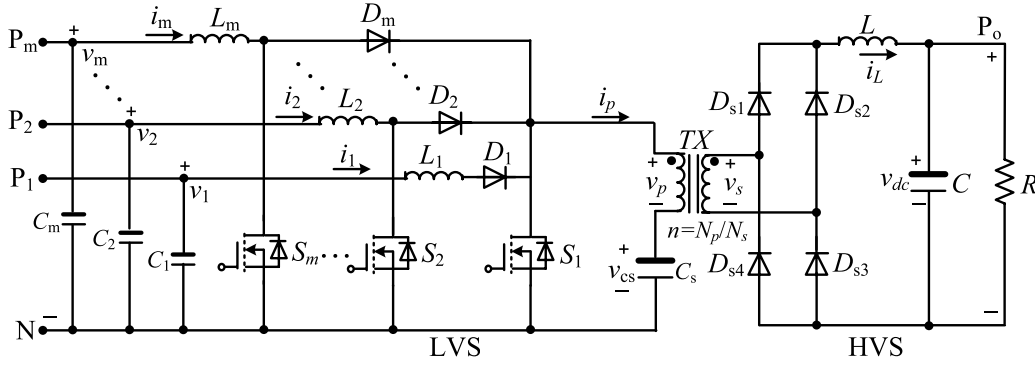 i_m L_m D_m
P_m + v_m
i_2 L_2 D_2
P_2 + v_2
i_1 L_1 D_1
P_1 + v_1
C_m C_2 C_1
S_m ··· S_2 S_1
N −
LVS
i_p
TX
+ v_p − + v_s −
n=N_p/N_s
+ v_cs − C_s
D_s1 D_s2
D_s4 D_s3
L i_L
P_o +
+ v_dc − C R
−
HVS